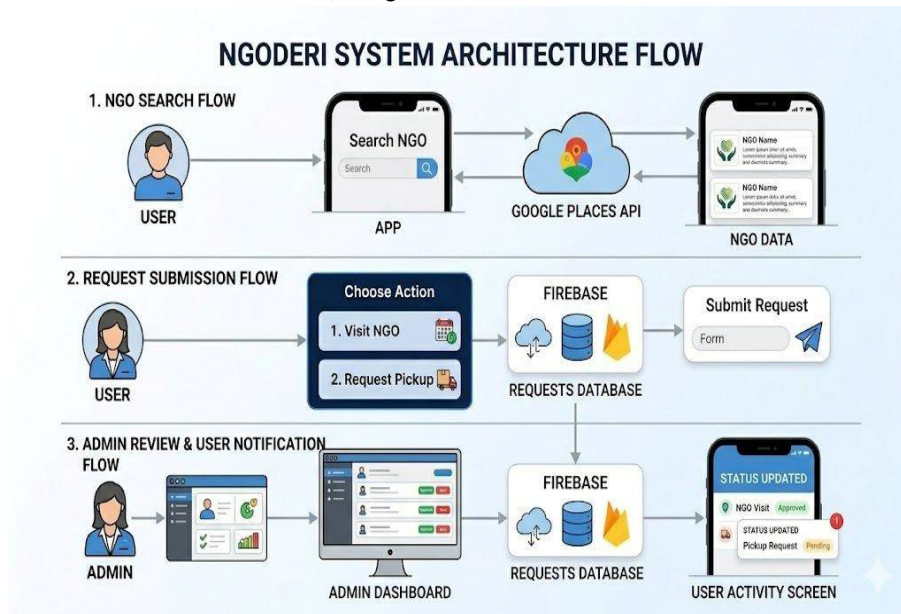 NGODERI SYSTEM ARCHITECTURE FLOW
1. NGO SEARCH FLOW
USER
Search NGO
Search
APP
GOOGLE PLACES API
NGO Name
NGO Name
NGO DATA
2. REQUEST SUBMISSION FLOW
USER
Choose Action
1. Visit NGO
2. Request Pickup
FIREBASE
REQUESTS DATABASE
Submit Request
Form
3. ADMIN REVIEW & USER NOTIFICATION
FLOW
ADMIN
ADMIN DASHBOARD
FIREBASE
REQUESTS DATABASE
STATUS UPDATED
NGO Visit Approved
1
STATUS UPDATED
Pickup Request Pending
USER ACTIVITY SCREEN